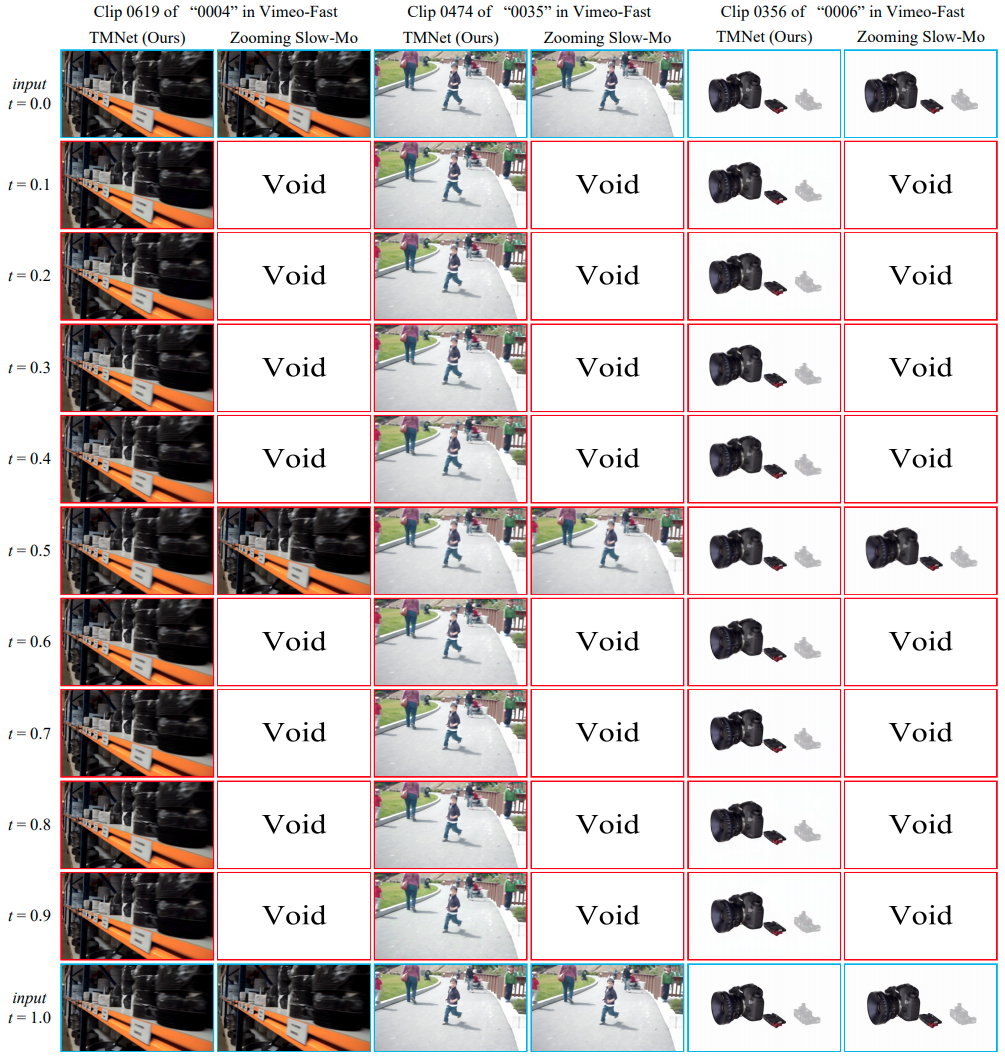 Clip 0619 of “0004” in Vimeo-Fast
Clip 0474 of “0035” in Vimeo-Fast
Clip 0356 of “0006” in Vimeo-Fast
TMNet (Ours)
Zooming Slow-Mo
TMNet (Ours)
Zooming Slow-Mo
TMNet (Ours)
Zooming Slow-Mo
input
t = 0.0
t = 0.1
Void
Void
Void
t = 0.2
Void
Void
Void
t = 0.3
Void
Void
Void
t = 0.4
Void
Void
Void
t = 0.5
t = 0.6
Void
Void
Void
t = 0.7
Void
Void
Void
t = 0.8
Void
Void
Void
t = 0.9
Void
Void
Void
input
t = 1.0